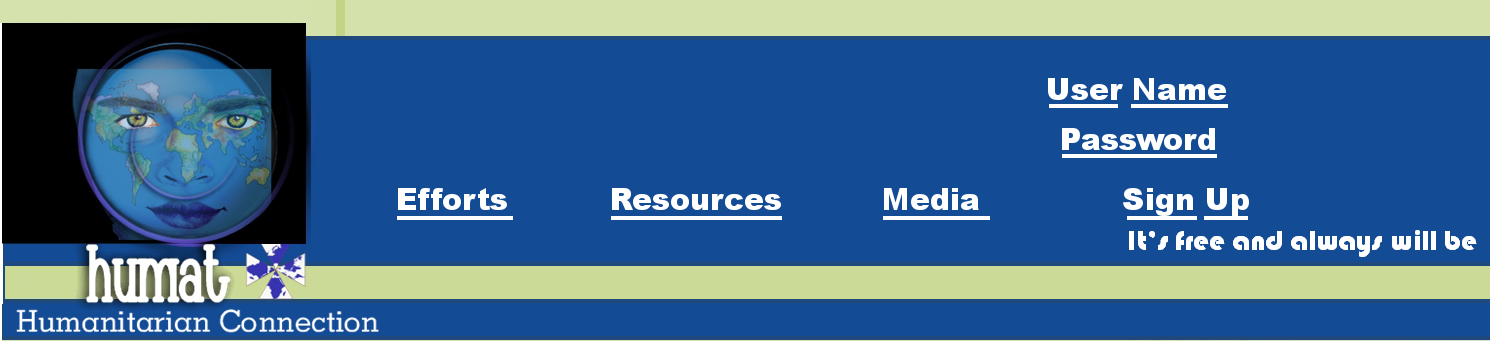 User Name
Password
Efforts Resources Media Sign Up
It's free and always will be
humat
Humanitarian Connection